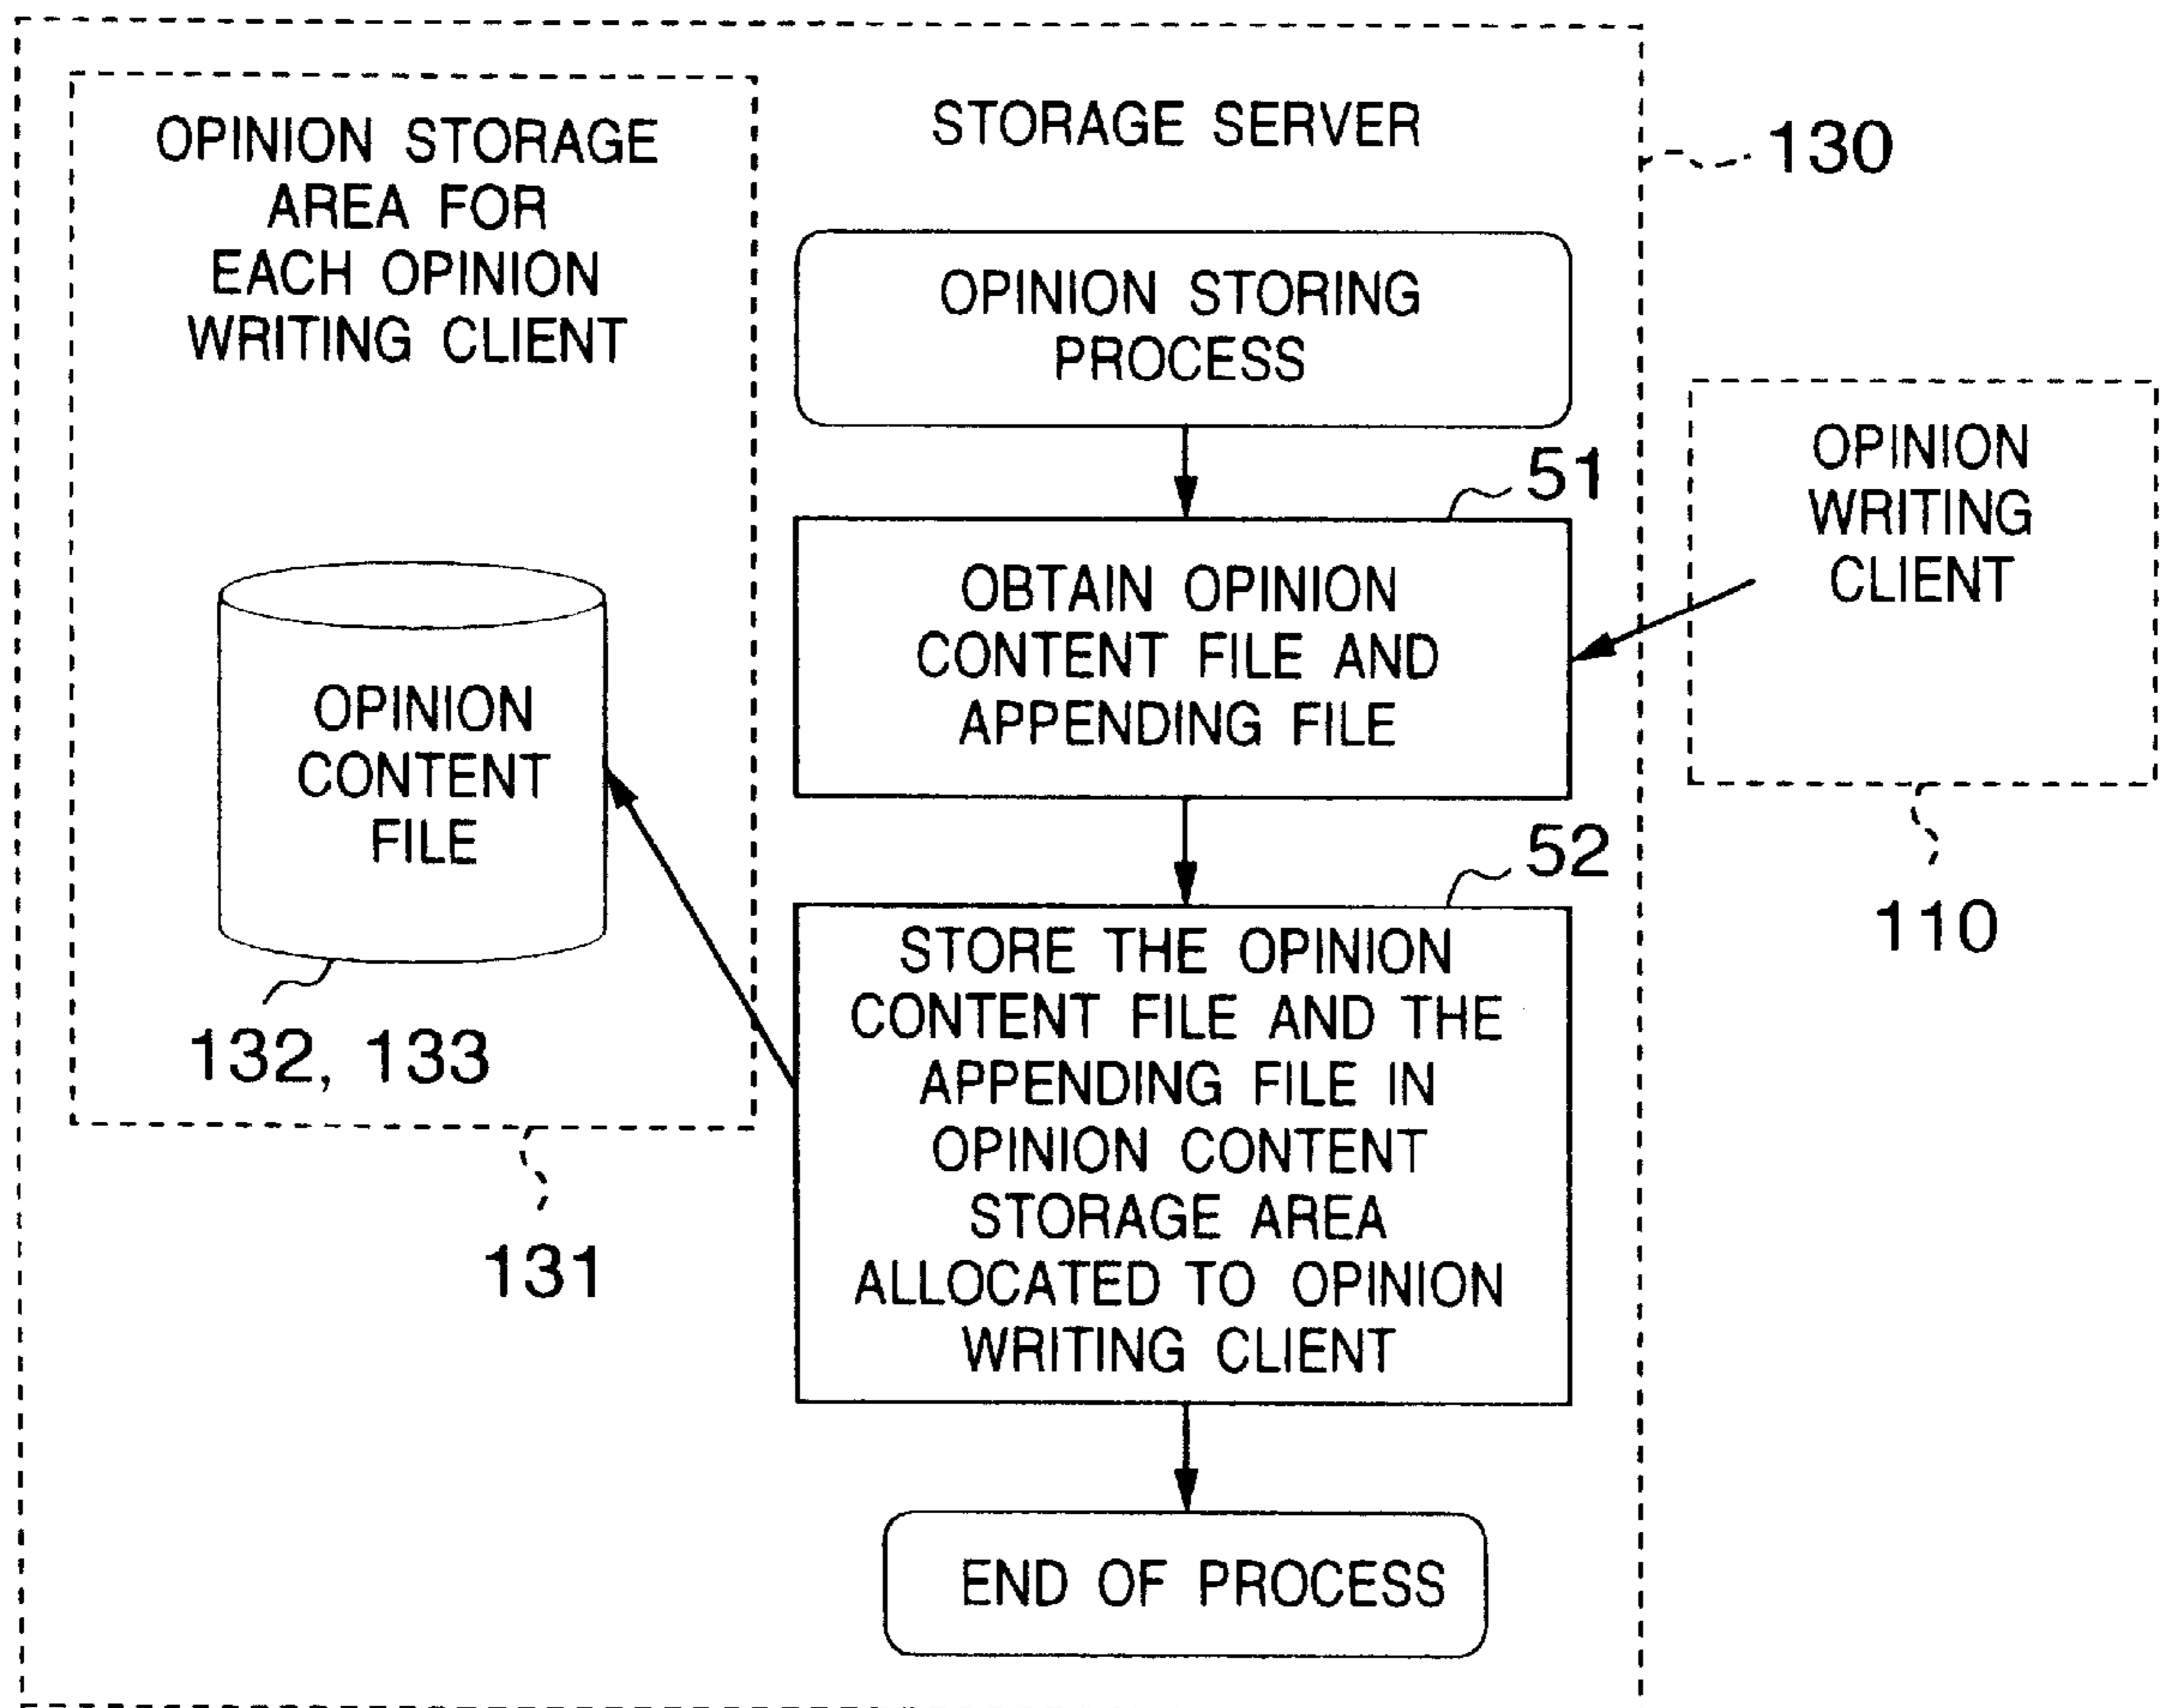 STORAGE SERVER
130
OPINION STORAGE
AREA FOR
EACH OPINION
WRITING CLIENT
OPINION
CONTENT
FILE
132, 133
131
OPINION STORING
PROCESS
51
OBTAIN OPINION
CONTENT FILE AND
APPENDING FILE
OPINION
WRITING
CLIENT
110
52
STORE THE OPINION
CONTENT FILE AND THE
APPENDING FILE IN
OPINION CONTENT
STORAGE AREA
ALLOCATED TO OPINION
WRITING CLIENT
END OF PROCESS